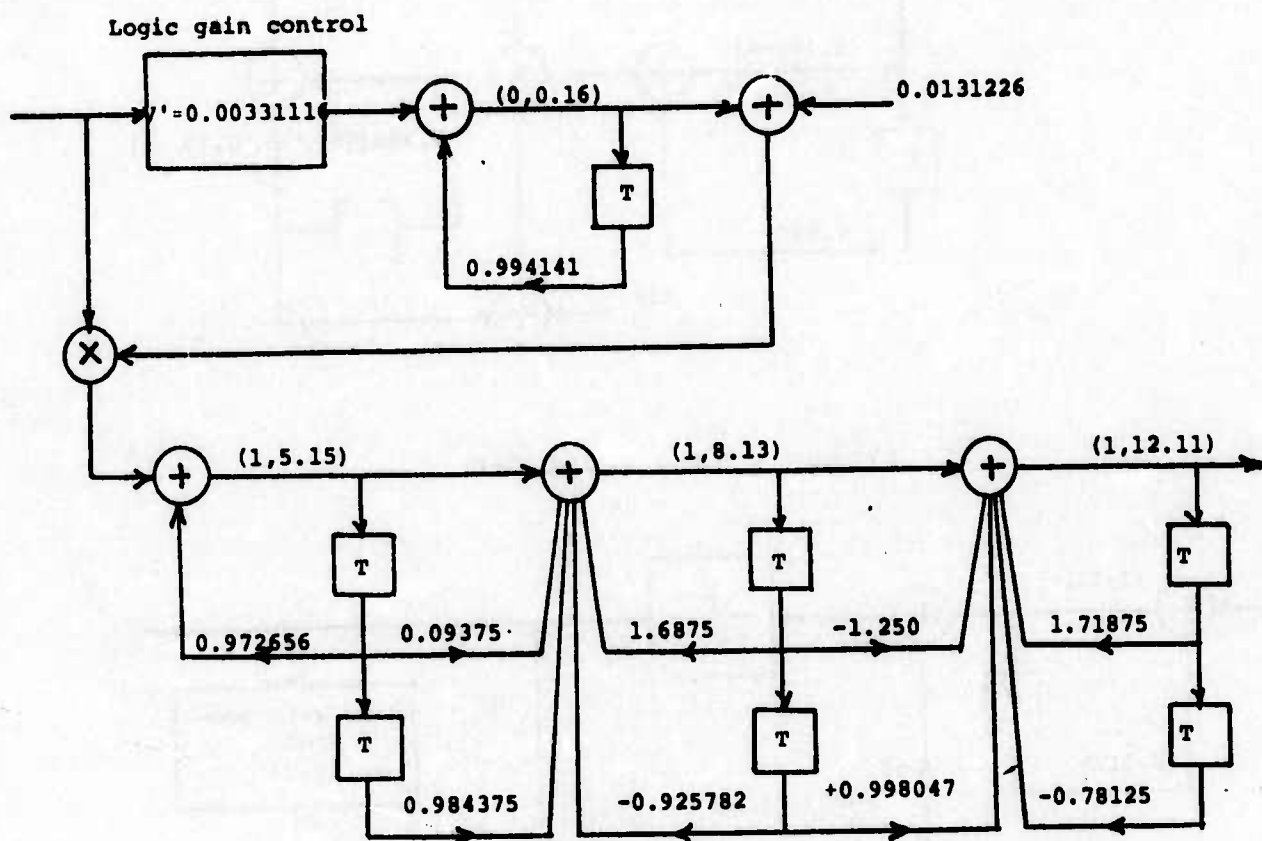 Logic gain control
=0.0033111
+
(0,0.16)
+
0.0131226
T
0.994141
×
+
(1,5.15)
+
(1,8.13)
+
(1,12.11)
T
T
T
0.972656
0.09375
1.6875
-1.250
1.71875
T
T
T
0.984375
-0.925782
+0.998047
-0.78125